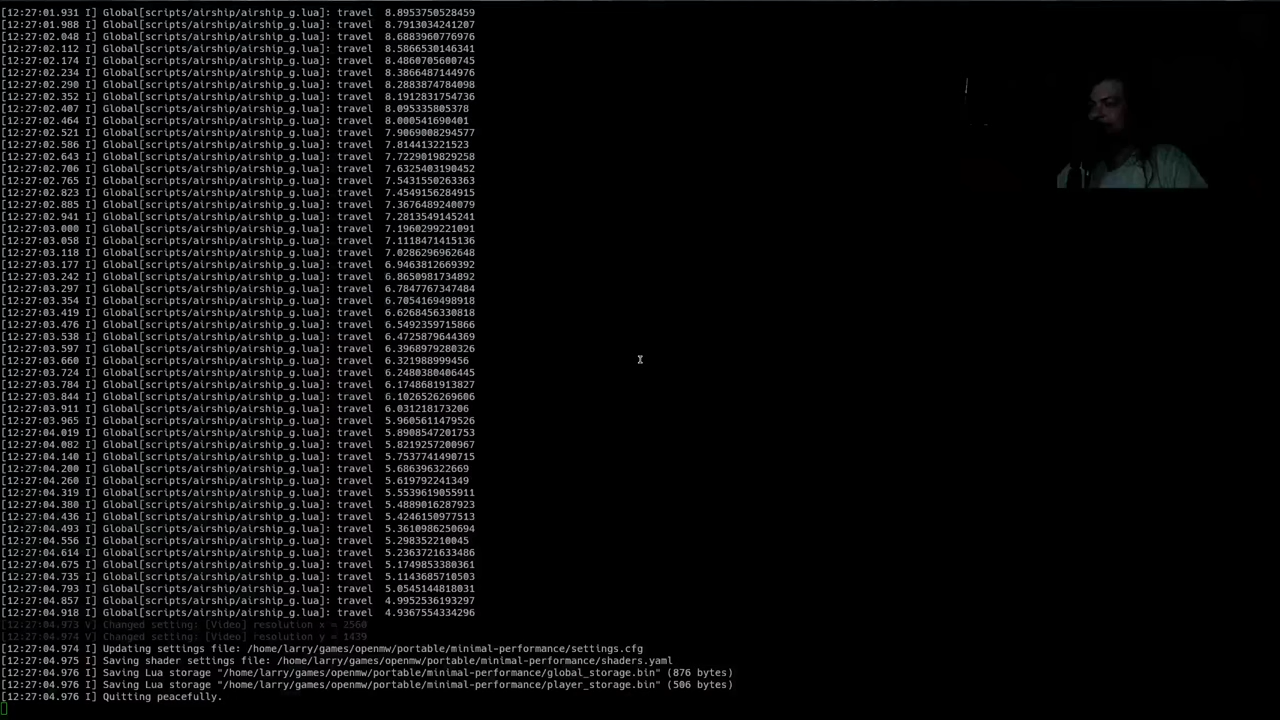 [12:27:01.931 I] Global[scripts/airship/airship_g.lua]: travel  8.8953750528459
[12:27:01.988 I] Global[scripts/airship/airship_g.lua]: travel  8.7913034241207
[12:27:02.048 I] Global[scripts/airship/airship_g.lua]: travel  8.6883960776976
[12:27:02.112 I] Global[scripts/airship/airship_g.lua]: travel  8.5866530146341
[12:27:02.174 I] Global[scripts/airship/airship_g.lua]: travel  8.4860705600745
[12:27:02.234 I] Global[scripts/airship/airship_g.lua]: travel  8.3866487144976
[12:27:02.290 I] Global[scripts/airship/airship_g.lua]: travel  8.2883874784098
[12:27:02.352 I] Global[scripts/airship/airship_g.lua]: travel  8.1912831754736
[12:27:02.407 I] Global[scripts/airship/airship_g.lua]: travel  8.095335805378
[12:27:02.464 I] Global[scripts/airship/airship_g.lua]: travel  8.000541690401
[12:27:02.521 I] Global[scripts/airship/airship_g.lua]: travel  7.9069008294577
[12:27:02.586 I] Global[scripts/airship/airship_g.lua]: travel  7.814413221523
[12:27:02.643 I] Global[scripts/airship/airship_g.lua]: travel  7.7229019829258
[12:27:02.706 I] Global[scripts/airship/airship_g.lua]: travel  7.6325403190452
[12:27:02.765 I] Global[scripts/airship/airship_g.lua]: travel  7.5431550263363
[12:27:02.823 I] Global[scripts/airship/airship_g.lua]: travel  7.4549156284915
[12:27:02.885 I] Global[scripts/airship/airship_g.lua]: travel  7.3676489240079
[12:27:02.941 I] Global[scripts/airship/airship_g.lua]: travel  7.2813549145241
[12:27:03.000 I] Global[scripts/airship/airship_g.lua]: travel  7.1960299221091
[12:27:03.058 I] Global[scripts/airship/airship_g.lua]: travel  7.1118471415136
[12:27:03.118 I] Global[scripts/airship/airship_g.lua]: travel  7.0286296962648
[12:27:03.177 I] Global[scripts/airship/airship_g.lua]: travel  6.9463812669392
[12:27:03.242 I] Global[scripts/airship/airship_g.lua]: travel  6.8650981734892
[12:27:03.297 I] Global[scripts/airship/airship_g.lua]: travel  6.7847767347484
[12:27:03.354 I] Global[scripts/airship/airship_g.lua]: travel  6.7054169498918
[12:27:03.419 I] Global[scripts/airship/airship_g.lua]: travel  6.6268456330818
[12:27:03.476 I] Global[scripts/airship/airship_g.lua]: travel  6.5492359715866
[12:27:03.538 I] Global[scripts/airship/airship_g.lua]: travel  6.4725879644369
[12:27:03.597 I] Global[scripts/airship/airship_g.lua]: travel  6.3968979280326
[12:27:03.660 I] Global[scripts/airship/airship_g.lua]: travel  6.321988999456
[12:27:03.724 I] Global[scripts/airship/airship_g.lua]: travel  6.2480380406445
[12:27:03.784 I] Global[scripts/airship/airship_g.lua]: travel  6.1748681913827
[12:27:03.844 I] Global[scripts/airship/airship_g.lua]: travel  6.1026526269606
[12:27:03.911 I] Global[scripts/airship/airship_g.lua]: travel  6.031218173206
[12:27:03.965 I] Global[scripts/airship/airship_g.lua]: travel  5.9605611479526
[12:27:04.019 I] Global[scripts/airship/airship_g.lua]: travel  5.8908547201753
[12:27:04.082 I] Global[scripts/airship/airship_g.lua]: travel  5.8219257200967
[12:27:04.140 I] Global[scripts/airship/airship_g.lua]: travel  5.7537741490715
[12:27:04.200 I] Global[scripts/airship/airship_g.lua]: travel  5.686396322669
[12:27:04.260 I] Global[scripts/airship/airship_g.lua]: travel  5.619792241349
[12:27:04.319 I] Global[scripts/airship/airship_g.lua]: travel  5.5539619055911
[12:27:04.380 I] Global[scripts/airship/airship_g.lua]: travel  5.4889016287923
[12:27:04.436 I] Global[scripts/airship/airship_g.lua]: travel  5.4246150977513
[12:27:04.493 I] Global[scripts/airship/airship_g.lua]: travel  5.3610986250694
[12:27:04.556 I] Global[scripts/airship/airship_g.lua]: travel  5.298352210045
[12:27:04.614 I] Global[scripts/airship/airship_g.lua]: travel  5.2363721633486
[12:27:04.675 I] Global[scripts/airship/airship_g.lua]: travel  5.1749853380361
[12:27:04.735 I] Global[scripts/airship/airship_g.lua]: travel  5.1143685710503
[12:27:04.793 I] Global[scripts/airship/airship_g.lua]: travel  5.0545144818031
[12:27:04.857 I] Global[scripts/airship/airship_g.lua]: travel  4.9952566193297
[12:27:04.918 I] Global[scripts/airship/airship_g.lua]: travel  4.9367554334296
[12:27:04.973 V] Changed setting: [Video] resolution x = 2560
[12:27:04.974 V] Changed setting: [Video] resolution y = 1439
[12:27:04.974 I] Updating settings file: /home/larry/games/openmw/portable/minimal-performance/settings.cfg
[12:27:04.975 I] Saving shader settings file: /home/larry/games/openmw/portable/minimal-performance/shaders.yaml
[12:27:04.976 I] Saving Lua storage "/home/larry/games/openmw/portable/minimal-performance/global_storage.bin" (876 bytes)
[12:27:04.976 I] Saving Lua storage "/home/larry/games/openmw/portable/minimal-performance/player_storage.bin" (506 bytes)
[12:27:04.976 I] Quitting peacefully.